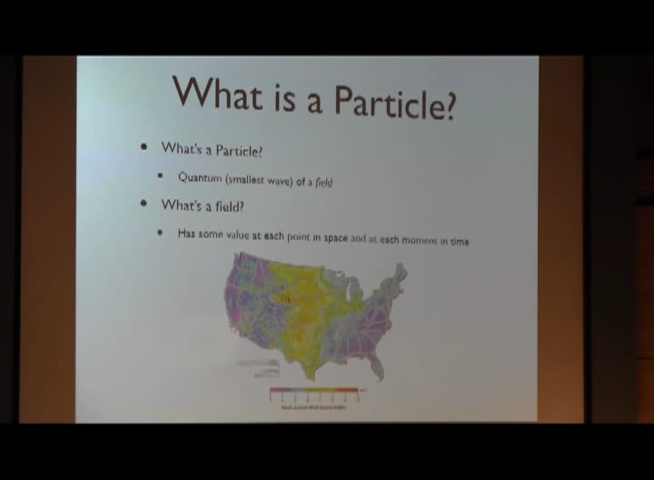 What is a Particle?
• What's a Particle?
• Quantum (smallest wave) of a field
• What's a field?
• Has some value at each point in space and at each moment in time